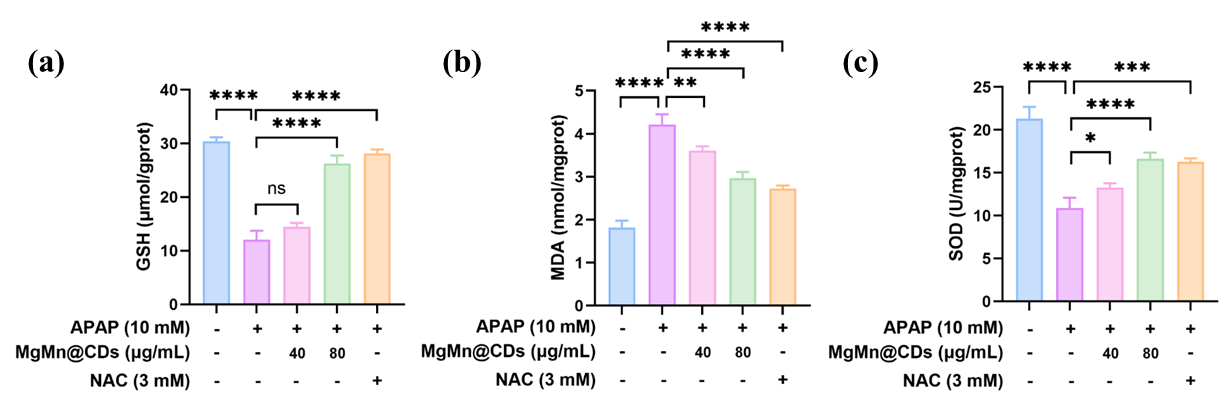 (a)
**** ****
****
ns
GSH (μmol/gprot)
40
30
20
10
0
APAP (10 mM) - + + + +
MgMn@CDs (μg/mL) - - 40 80 -
NAC (3 mM) - - - - +
(b)
****
****
**** **
MDA (nmol/mgprot)
5
4
3
2
1
0
APAP (10 mM) - + + + +
MgMn@CDs (μg/mL) - - 40 80 -
NAC (3 mM) - - - - +
(c)
**** ***
****
*
SOD (U/mgprot)
25
20
15
10
5
0
APAP (10 mM) - + + + +
MgMn@CDs (μg/mL) - - 40 80 -
NAC (3 mM) - - - - +